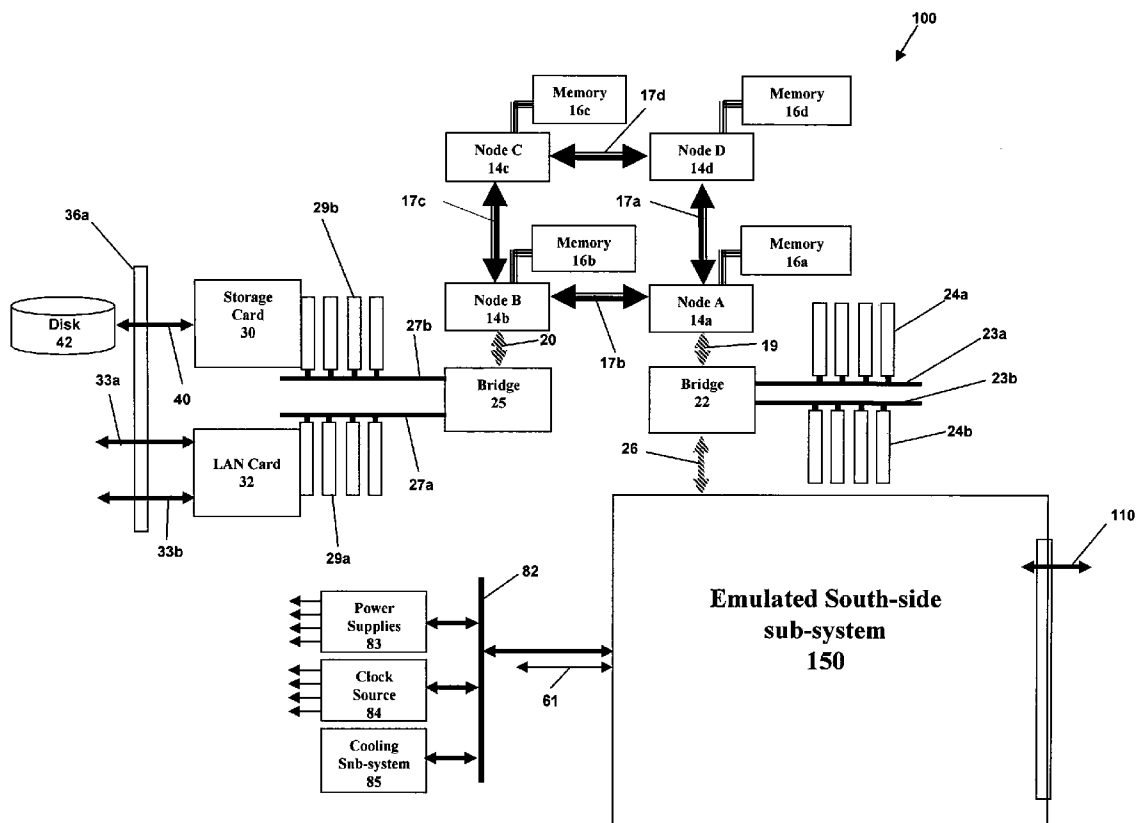 100
Memory
16c
17d
Memory
16d
Node C
14c
Node D
14d
17c
17a
36a
29b
Memory
16b
Memory
16a
Storage
Card
30
Node B
14b
Node A
14a
24a
23a
Disk
42
27b
20
17b
19
23b
33a
40
Bridge
25
Bridge
22
LAN Card
32
27a
26
24b
33b
29a
82
110
Power
Supplies
83
Emulated South-side
sub-system
150
Clock
Source
84
61
Cooling
Snb-system
85